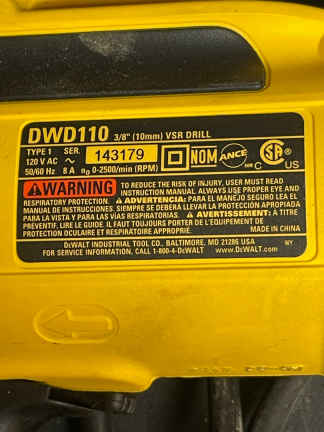 DWD110 3/8" (10mm) VSR DRILL
TYPE 1 SER. 143179
120 V AC ~
50/60 Hz 8 A n0 0-2500/min (RPM)
NOM ANCE C SA US
WARNING TO REDUCE THE RISK OF INJURY, USER MUST READ
INSTRUCTION MANUAL. ALWAYS USE PROPER EYE AND
RESPIRATORY PROTECTION. ADVERTENCIA: PARA EL MANEJO SEGURO LEA EL
MANUAL DE INSTRUCCIONES. SIEMPRE SE DEBERA LLEVAR LA PROTECCIÓN APROPIADA
PARA LA VISTA Y PARA LAS VÍAS RESPIRATORIAS. AVERTISSEMENT: À TITRE
PRÉVENTIF, LIRE LE GUIDE. IL FAUT TOUJOURS PORTER DE L'ÉQUIPEMENT DE
PROTECTION OCULAIRE ET RESPIRATOIRE APPROPRIÉ. MADE IN CHINA
DEWALT INDUSTRIAL TOOL CO., BALTIMORE, MD 21286 USA NY
FOR SERVICE INFORMATION, CALL 1-800-4-DEWALT www.DEWALT.com